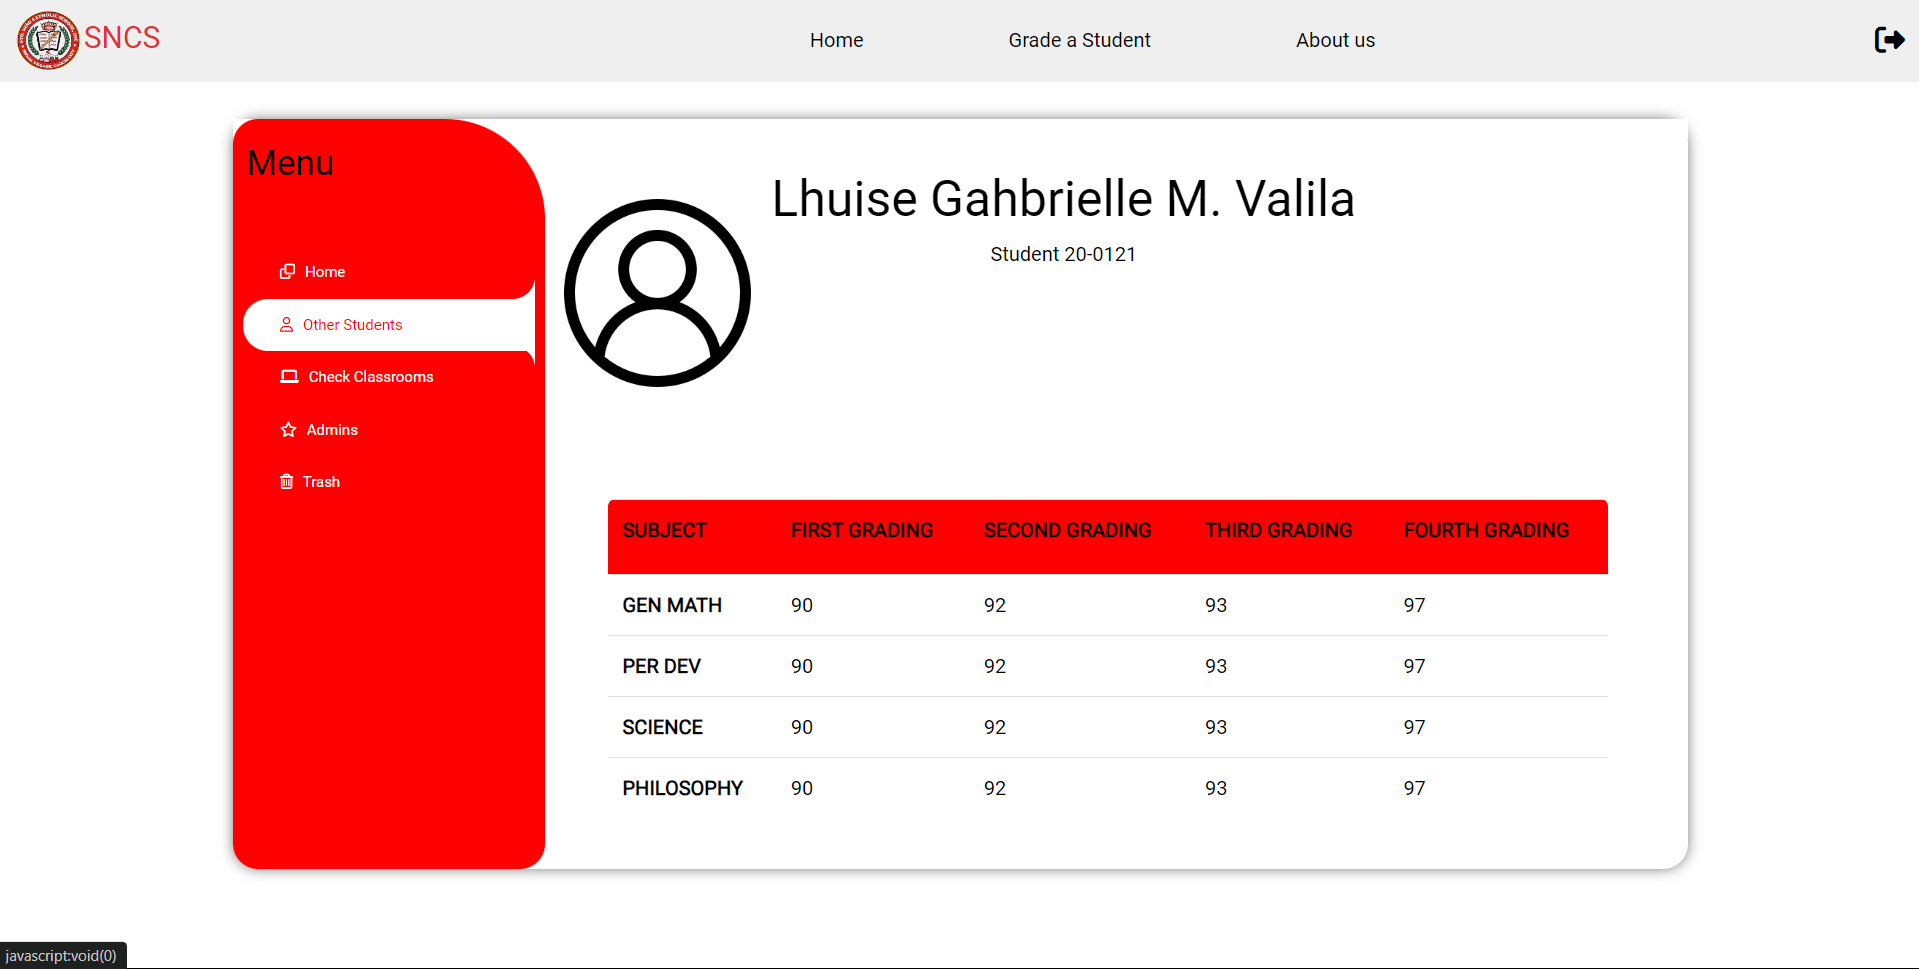 SNCS
Home Grade a Student About us
Menu
Home
Other Students
Check Classrooms
Admins
Trash
Lhuise Gahbrielle M. Valila
Student 20-0121
SUBJECT FIRST GRADING SECOND GRADING THIRD GRADING FOURTH GRADING
GEN MATH 90 92 93 97
PER DEV 90 92 93 97
SCIENCE 90 92 93 97
PHILOSOPHY 90 92 93 97
javascript:void(0)